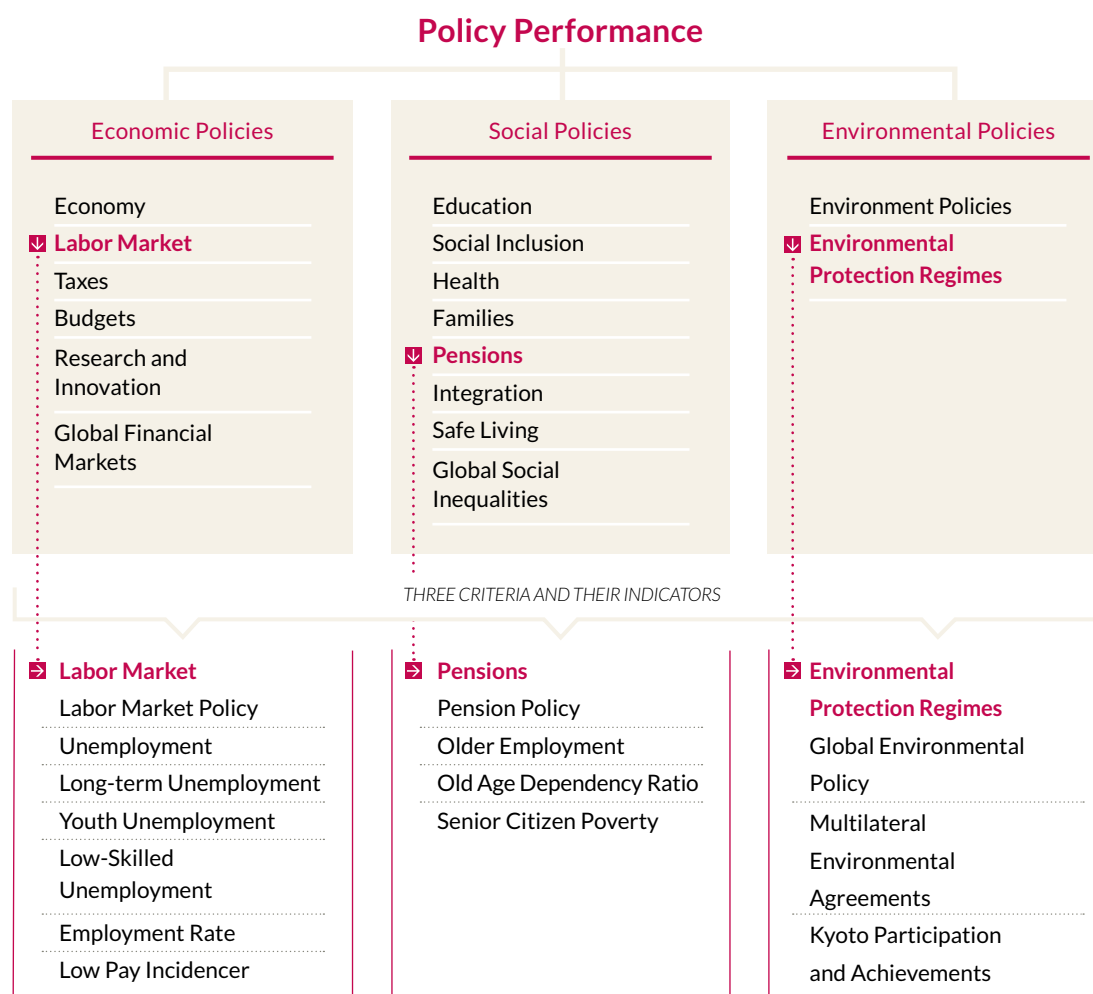 Policy Performance
Economic Policies
Economy
Labor Market
Taxes
Budgets
Research and
Innovation
Global Financial
Markets
Social Policies
Education
Social Inclusion
Health
Families
Pensions
Integration
Safe Living
Global Social
Inequalities
Environmental Policies
Environment Policies
Environmental
Protection Regimes
THREE CRITERIA AND THEIR INDICATORS
Labor Market
Labor Market Policy
Unemployment
Long-term Unemployment
Youth Unemployment
Low-Skilled
Unemployment
Employment Rate
Low Pay Incidencer
Pensions
Pension Policy
Older Employment
Old Age Dependency Ratio
Senior Citizen Poverty
Environmental
Protection Regimes
Global Environmental
Policy
Multilateral
Environmental
Agreements
Kyoto Participation
and Achievements